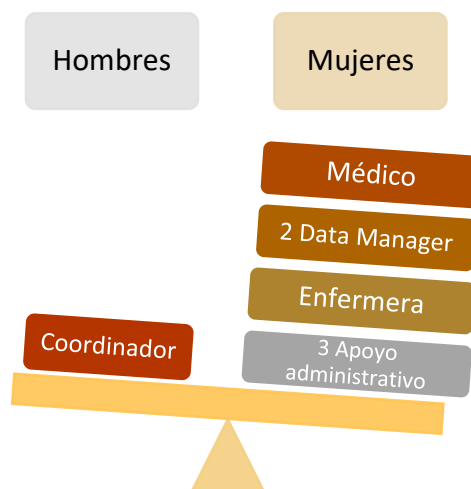 Hombres
Mujeres
Médico
2 Data Manager
Enfermera
Coordinador
3 Apoyo
administrativo